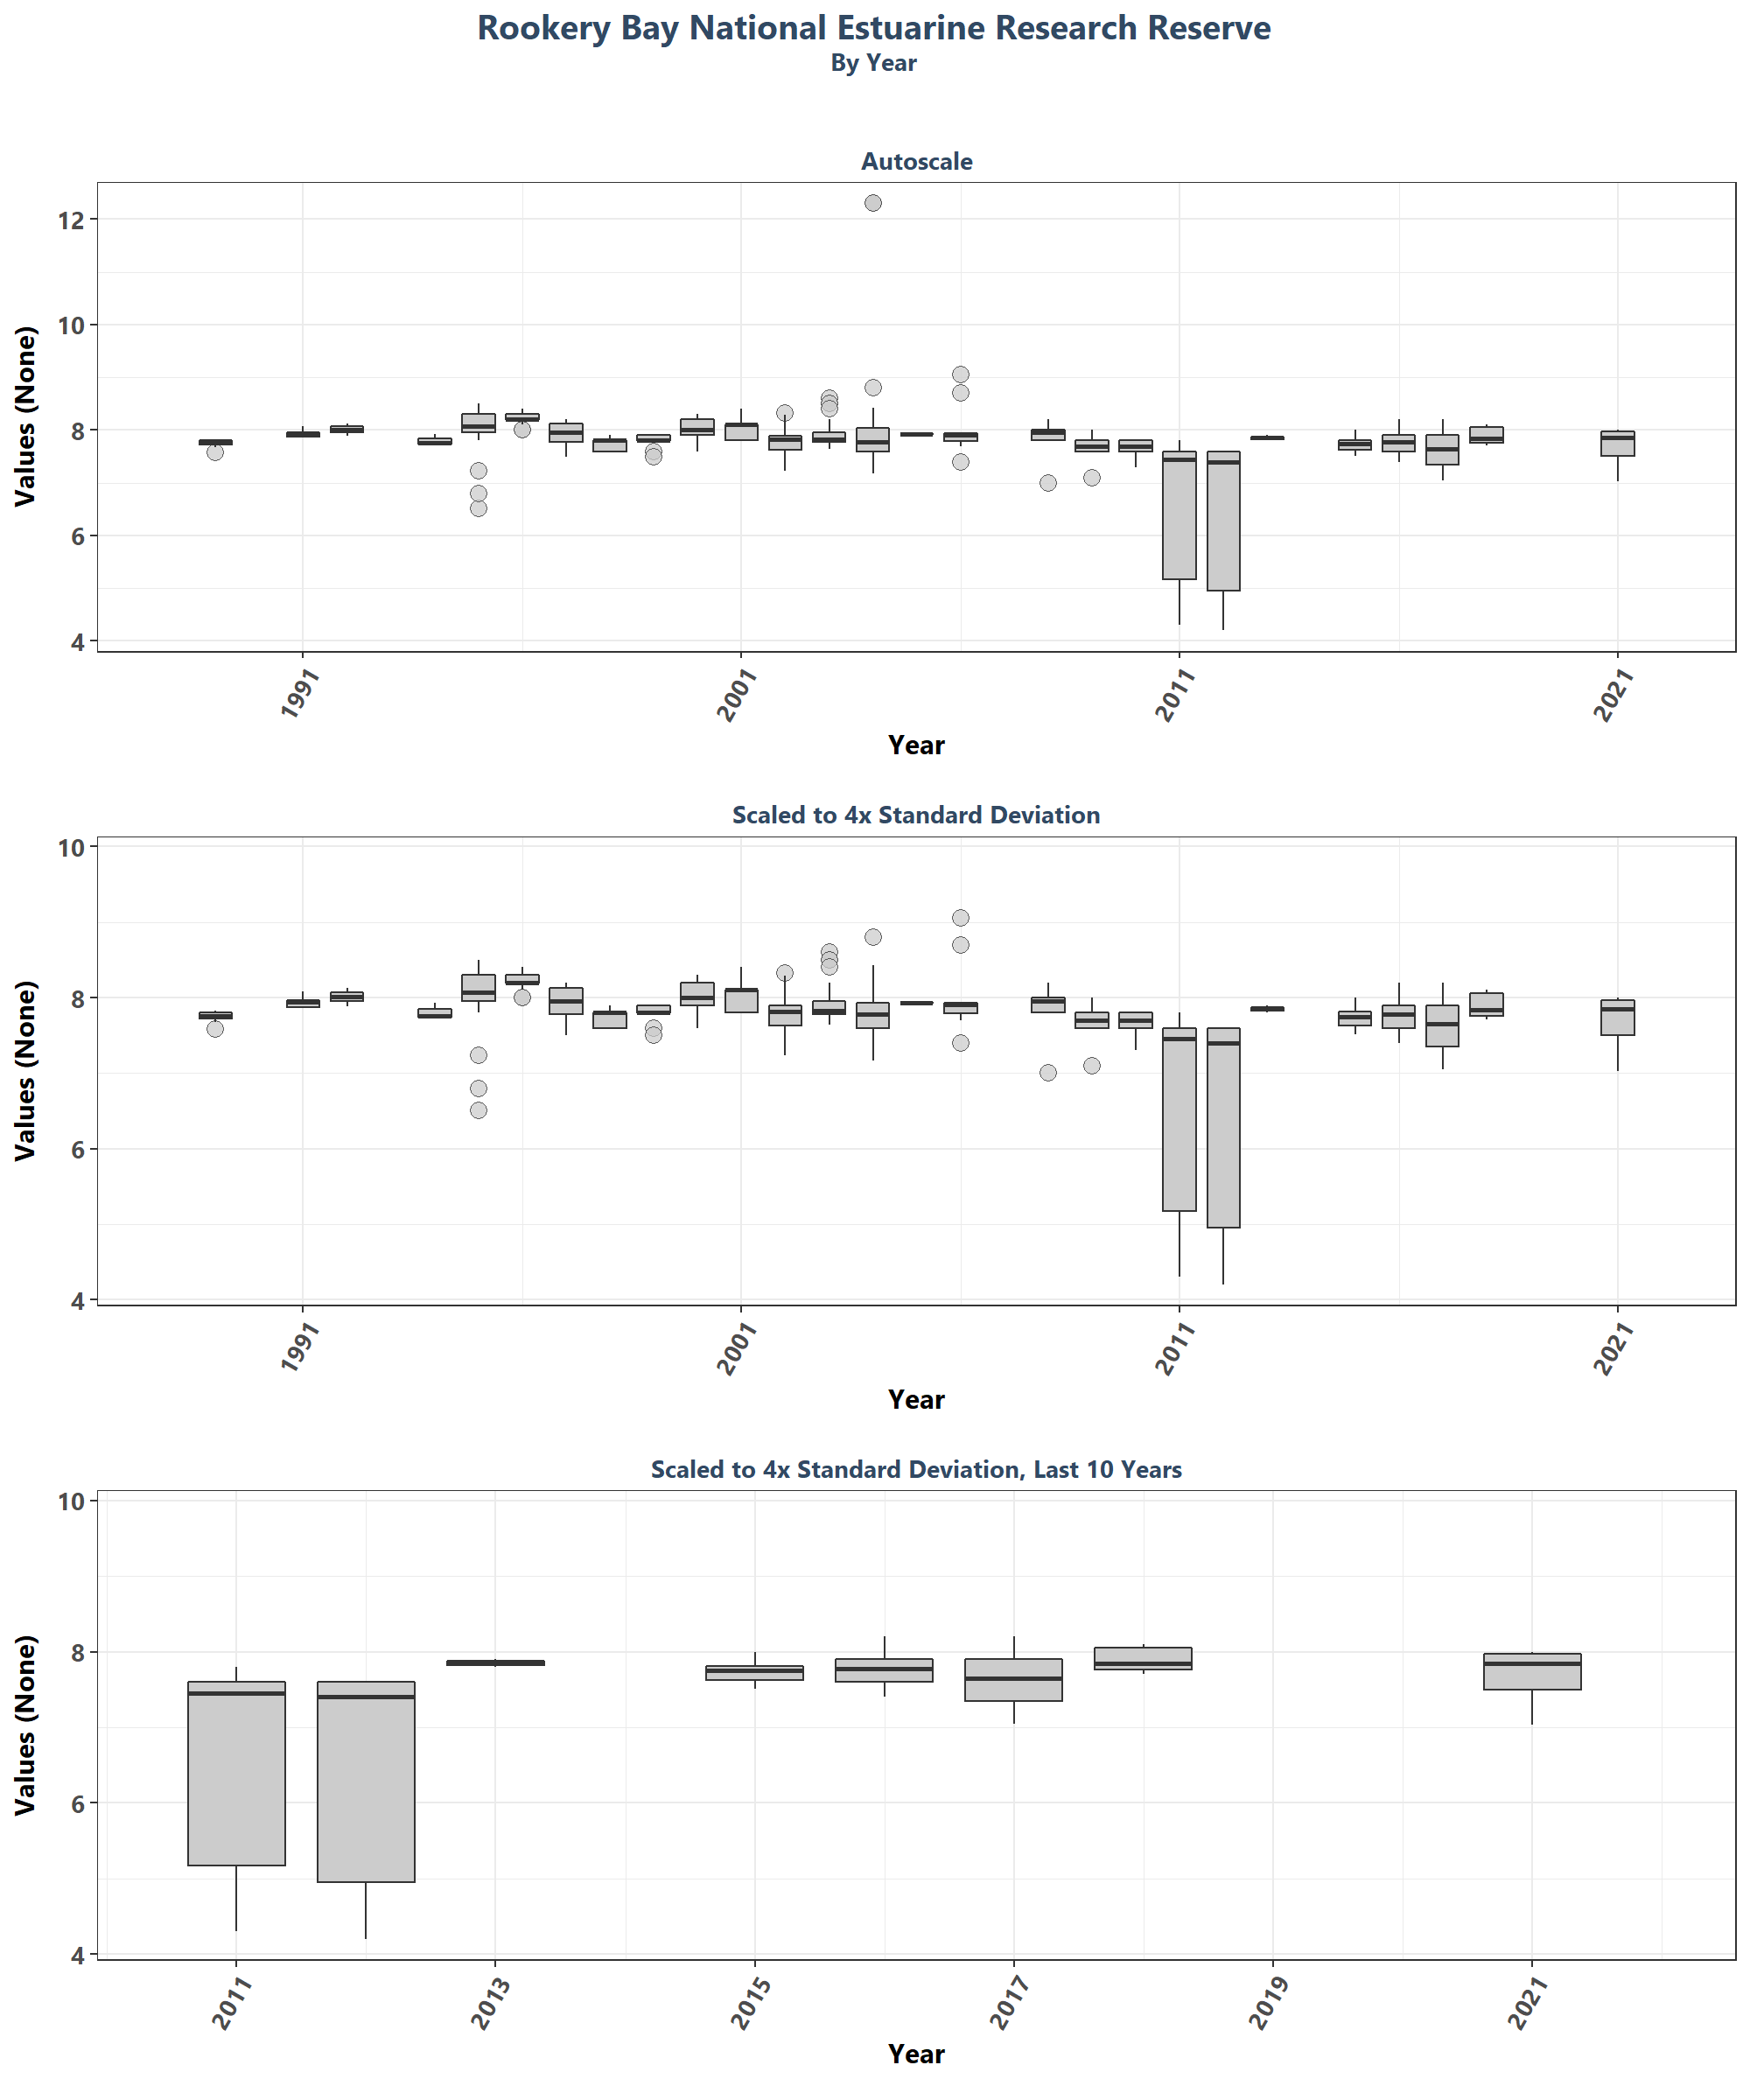 Rookery Bay National Estuarine Research Reserve
By Year
Autoscale
Values (None)
12
10
8
6
4
1991
2001
2011
2021
Year
Scaled to 4x Standard Deviation
Values (None)
10
8
6
4
1991
2001
2011
2021
Year
Scaled to 4x Standard Deviation, Last 10 Years
Values (None)
10
8
6
4
2011
2013
2015
2017
2019
2021
Year